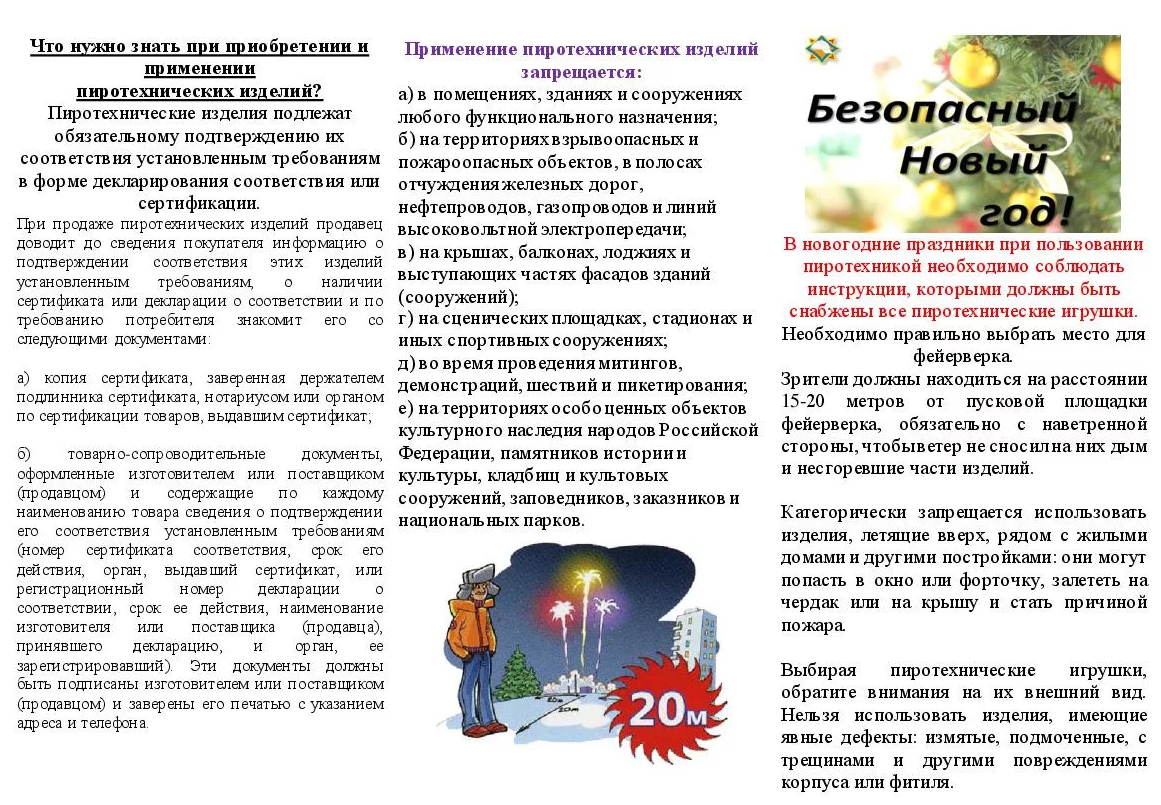 Что нужно знать при приобретении и
применении
пиротехнических изделий?
Пиротехнические изделия подлежат
обязательному подтверждению их
соответствия установленным требованиям
в форме декларирования соответствия или
сертификации.
При продаже пиротехнических изделий продавец
доводит до сведения покупателя информацию о
подтверждении соответствия этих изделий
установленным требованиям, о наличии
сертификата или декларации о соответствии и по
требованию потребителя знакомит его со
следующими документами:
а) копия сертификата, заверенная держателем
подлинника сертификата, нотариусом или органом
по сертификации товаров, выдавшим сертификат;
б) товарно-сопроводительные документы,
оформленные изготовителем или поставщиком
(продавцом) и содержащие по каждому
наименованию товара сведения о подтверждении
его соответствия установленным требованиям
(номер сертификата соответствия, срок его
действия, орган, выдавший сертификат, или
регистрационный номер декларации о
соответствии, срок ее действия, наименование
изготовителя или поставщика (продавца),
принявшего декларацию, и орган, ее
зарегистрировавший). Эти документы должны
быть подписаны изготовителем или поставщиком
(продавцом) и заверены его печатью с указанием
адреса и телефона.
Применение пиротехнических изделий
запрещается:
а) в помещениях, зданиях и сооружениях
любого функционального назначения;
б) на территориях взрывоопасных и
пожароопасных объектов, в полосах
отчуждения железных дорог,
нефтепроводов, газопроводов и линий
высоковольтной электропередачи;
в) на крышах, балконах, лоджиях и
выступающих частях фасадов зданий
(сооружений);
г) на сценических площадках, стадионах и
иных спортивных сооружениях;
д) во время проведения митингов,
демонстраций, шествий и пикетирования;
е) на территориях особо ценных объектов
культурного наследия народов Российской
Федерации, памятников истории и
культуры, кладбищ и культовых
сооружений, заповедников, заказников и
национальных парков.
20м
20м
20м
Безопасный
Новый
год!
В новогодние праздники при пользовании
пиротехникой необходимо соблюдать
инструкции, которыми должны быть
снабжены все пиротехнические игрушки.
Необходимо правильно выбрать место для
фейерверка.
Зрители должны находиться на расстоянии
15-20 метров от пусковой площадки
фейерверка, обязательно с наветренной
стороны, чтобы ветер не сносил на них дым
и несгоревшие части изделий.
Категорически запрещается использовать
изделия, летящие вверх, рядом с жилыми
домами и другими постройками: они могут
попасть в окно или форточку, залететь на
чердак или на крышу и стать причиной
пожара.
Выбирая пиротехнические игрушки,
обратите внимания на их внешний вид.
Нельзя использовать изделия, имеющие
явные дефекты: измятые, подмоченные, с
трещинами и другими повреждениями
корпуса или фитиля.